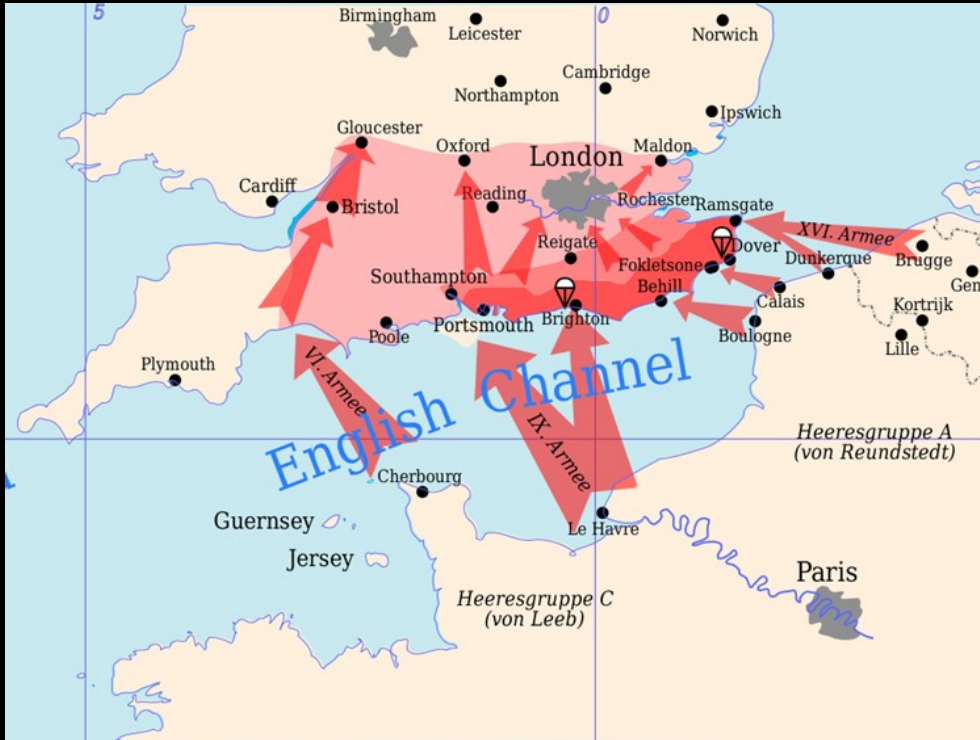 5
0
Birmingham
Leicester
Norwich
Cambridge
Northampton
Ipswich
Gloucester
Oxford
Maldon
London
Cardiff
Bristol
Reading
Rochester
Ramsgate
XVI. Armee
Reigate
Dover
Dunkerque
Brugge
Fokletsone
Gen
Southampton
Behill
Calais
Kortrijk
Portsmouth
Brighton
Poole
Boulogne
Lille
Plymouth
VI. Armee
English Channel
IX. Armee
Heeresgruppe A
(von Reundstedt)
Cherbourg
Guernsey
Le Havre
Jersey
Paris
Heeresgruppe C
(von Leeb)